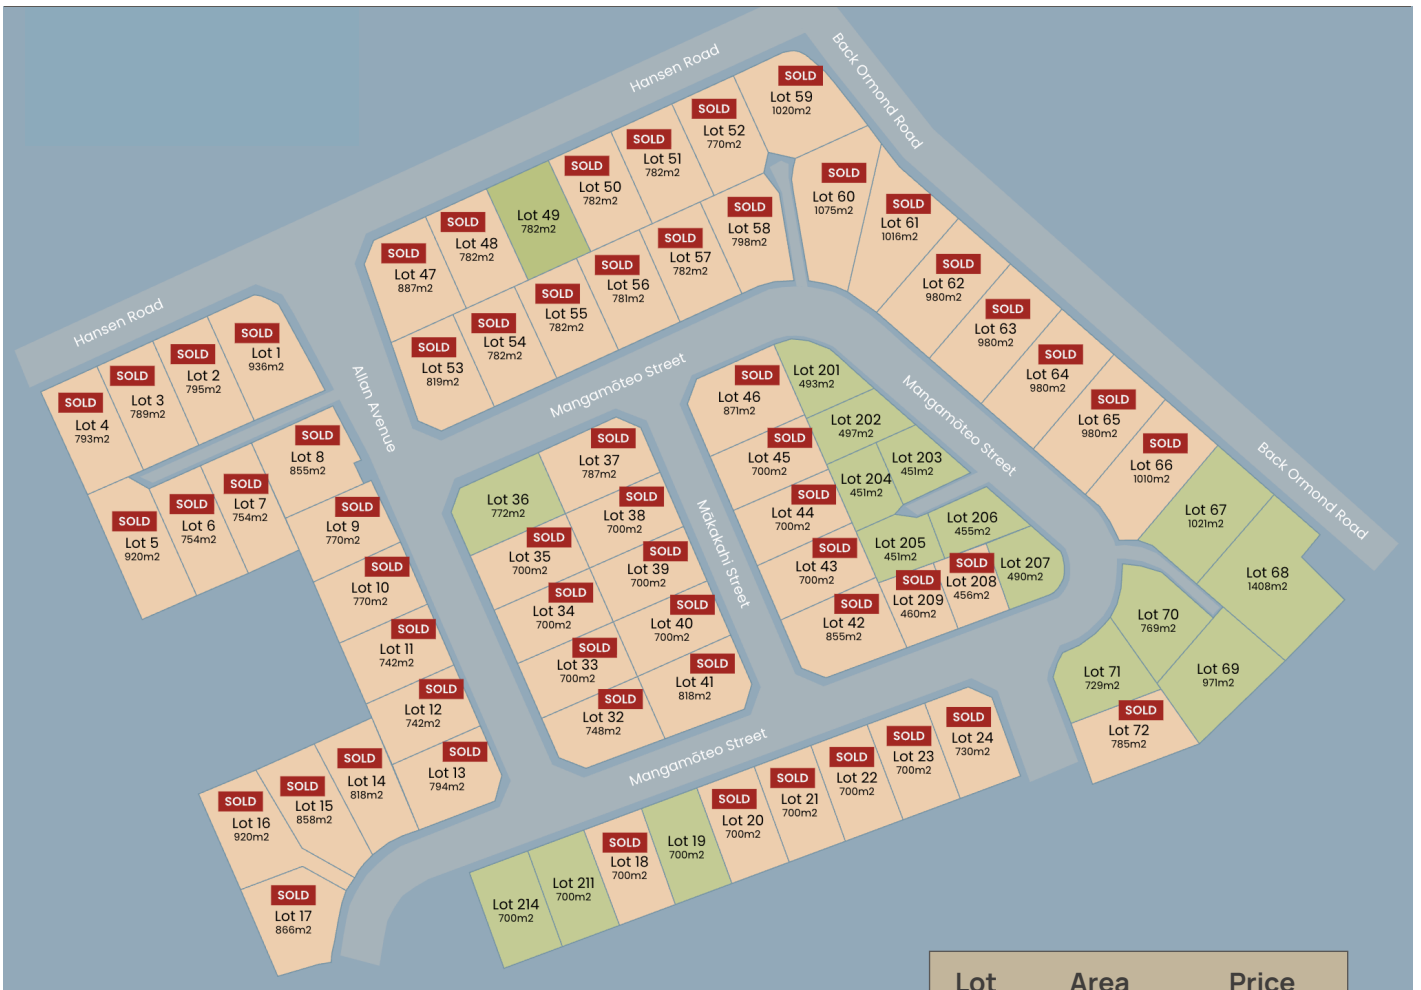 Hansen Road
Back Ormond Road
SOLD
Lot 59
1020m2
SOLD
Lot 52
770m2
SOLD
Lot 51
782m2
SOLD
Lot 50
782m2
Lot 49
782m2
SOLD
Lot 48
782m2
SOLD
Lot 47
887m2
SOLD
Lot 60
1075m2
SOLD
Lot 61
1016m2
SOLD
Lot 58
798m2
SOLD
Lot 57
782m2
SOLD
Lot 56
781m2
SOLD
Lot 55
782m2
SOLD
Lot 54
782m2
SOLD
Lot 53
819m2
SOLD
Lot 62
980m2
SOLD
Lot 63
980m2
SOLD
Lot 64
980m2
SOLD
Lot 65
980m2
SOLD
Lot 66
1010m2
Hansen Road
SOLD
Lot 1
936m2
SOLD
Lot 2
795m2
SOLD
Lot 3
789m2
SOLD
Lot 4
793m2
Allan Avenue
Mangamōteo Street
Mangamōteo Street
Back Ormond Road
SOLD
Lot 8
855m2
SOLD
Lot 7
754m2
SOLD
Lot 6
754m2
SOLD
Lot 5
920m2
SOLD
Lot 9
770m2
SOLD
Lot 10
770m2
SOLD
Lot 11
742m2
SOLD
Lot 12
742m2
SOLD
Lot 13
794m2
SOLD
Lot 14
818m2
SOLD
Lot 15
858m2
SOLD
Lot 16
920m2
SOLD
Lot 17
866m2
SOLD
Lot 37
787m2
Lot 36
772m2
SOLD
Lot 38
700m2
SOLD
Lot 35
700m2
SOLD
Lot 39
700m2
SOLD
Lot 34
700m2
SOLD
Lot 40
700m2
SOLD
Lot 33
700m2
SOLD
Lot 41
818m2
SOLD
Lot 32
748m2
Mākakahi Street
SOLD
Lot 46
871m2
Lot 201
493m2
Lot 202
497m2
SOLD
Lot 45
700m2
Lot 203
451m2
Lot 204
451m2
SOLD
Lot 44
700m2
Lot 206
455m2
Lot 205
451m2
SOLD
Lot 43
700m2
Lot 207
490m2
SOLD
Lot 208
456m2
SOLD
Lot 209
460m2
SOLD
Lot 42
855m2
Lot 67
1021m2
Lot 68
1408m2
Lot 70
769m2
Lot 69
971m2
Lot 71
729m2
SOLD
Lot 72
785m2
Mangamōteo Street
SOLD
Lot 24
730m2
SOLD
Lot 23
700m2
SOLD
Lot 22
700m2
SOLD
Lot 21
700m2
SOLD
Lot 20
700m2
Lot 19
700m2
SOLD
Lot 18
700m2
Lot 211
700m2
Lot 214
700m2
Lot Area Price